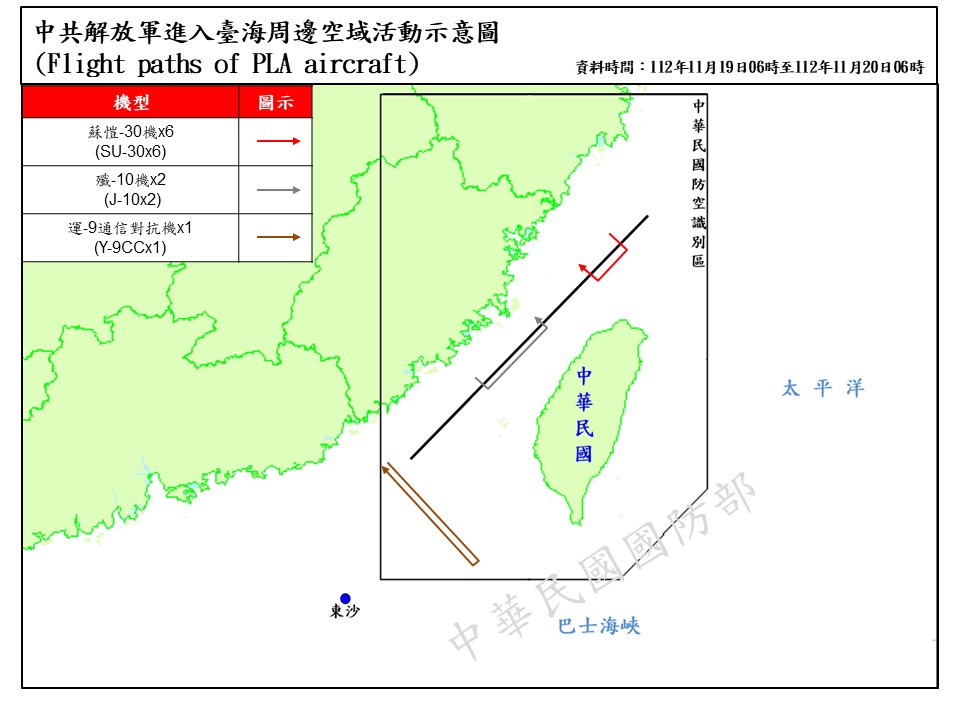 中共解放軍進入臺海周邊空域活動示意圖
(Flight paths of PLA aircraft)
資料時間：112年11月19日06時至112年11月20日06時
機型 圖示
蘇愷-30機x6
(SU-30x6)
殲-10機x2
(J-10x2)
運-9通信對抗機x1
(Y-9CCx1)
中華民國防空識別區
中華民國
太平洋
東沙
巴士海峽
中華民國國防部